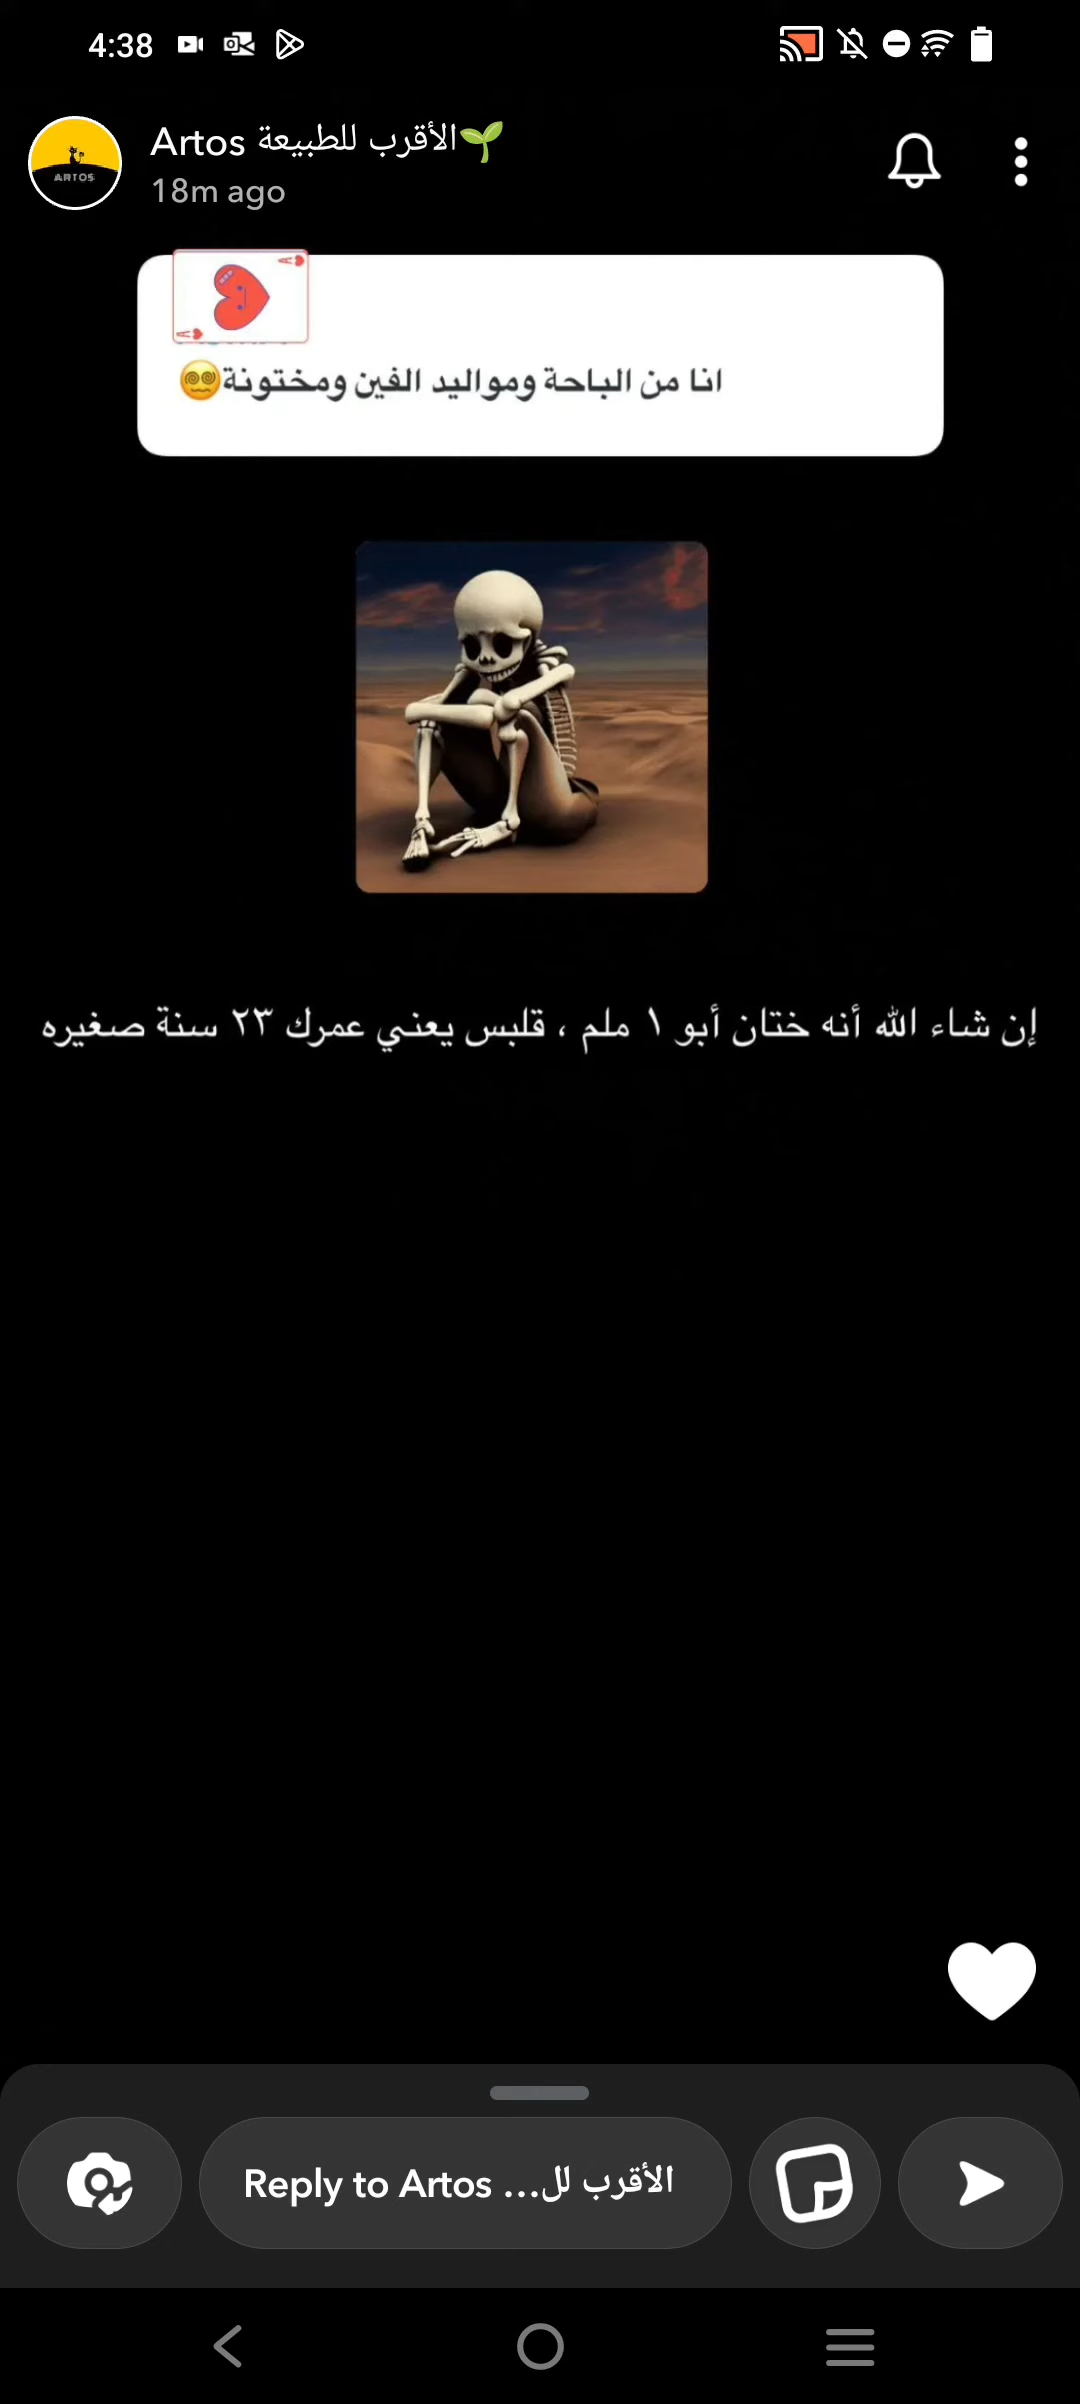 4:38
Artos الأقرب للطبيعة🌱
18m ago
ARTOS
A
A
انا من الباحة ومواليد الفين ومختونة😵‍💫
إن شاء الله أنه ختان أبو ١ ملم ، قلبس يعني عمرك ٢٣ سنة صغيره
Reply to Artos الأقرب لل...